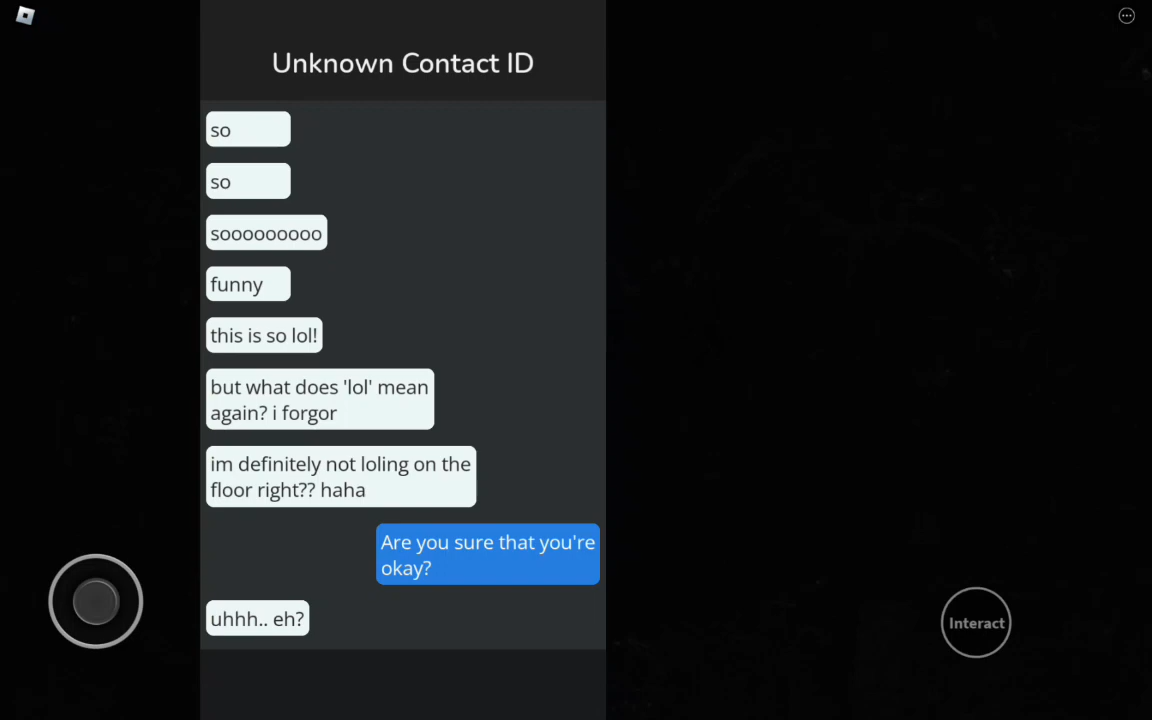 Unknown Contact ID
so
so
sooooooooo
funny
this is so lol!
but what does 'lol' mean
again? i forgor
im definitely not loling on the
floor right?? haha
Are you sure that you're
okay?
uhhh.. eh?
Interact